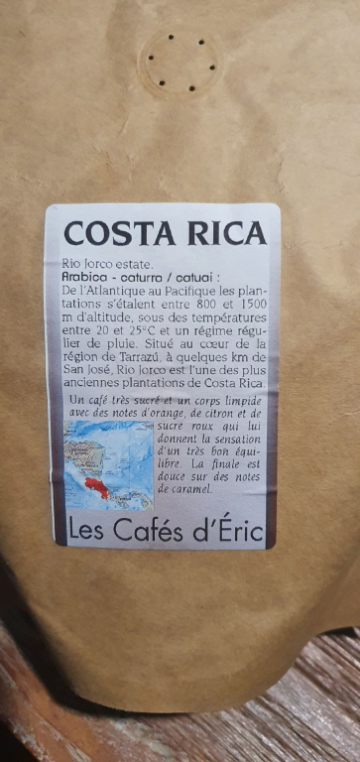 COSTA RICA
Rio Jorco estate.
Arabica - caturra / catuai :
De l'Atlantique au Pacifique les plan-
tations s'étalent entre 800 et 1500
m d'altitude, sous des températures
entre 20 et 25°C et un régime régu-
lier de pluie. Situé au cœur de la
région de Tarrazú, à quelques km de
San José, Rio Jorco est l'une des plus
anciennes plantations de Costa Rica.
Un café très sucré et un corps limpide
avec des notes d'orange, de citron et de
sucre roux qui lui
donnent la sensation
d'un très bon équi-
libre. La finale est
douce sur des notes
de caramel.
Les Cafés d'Éric